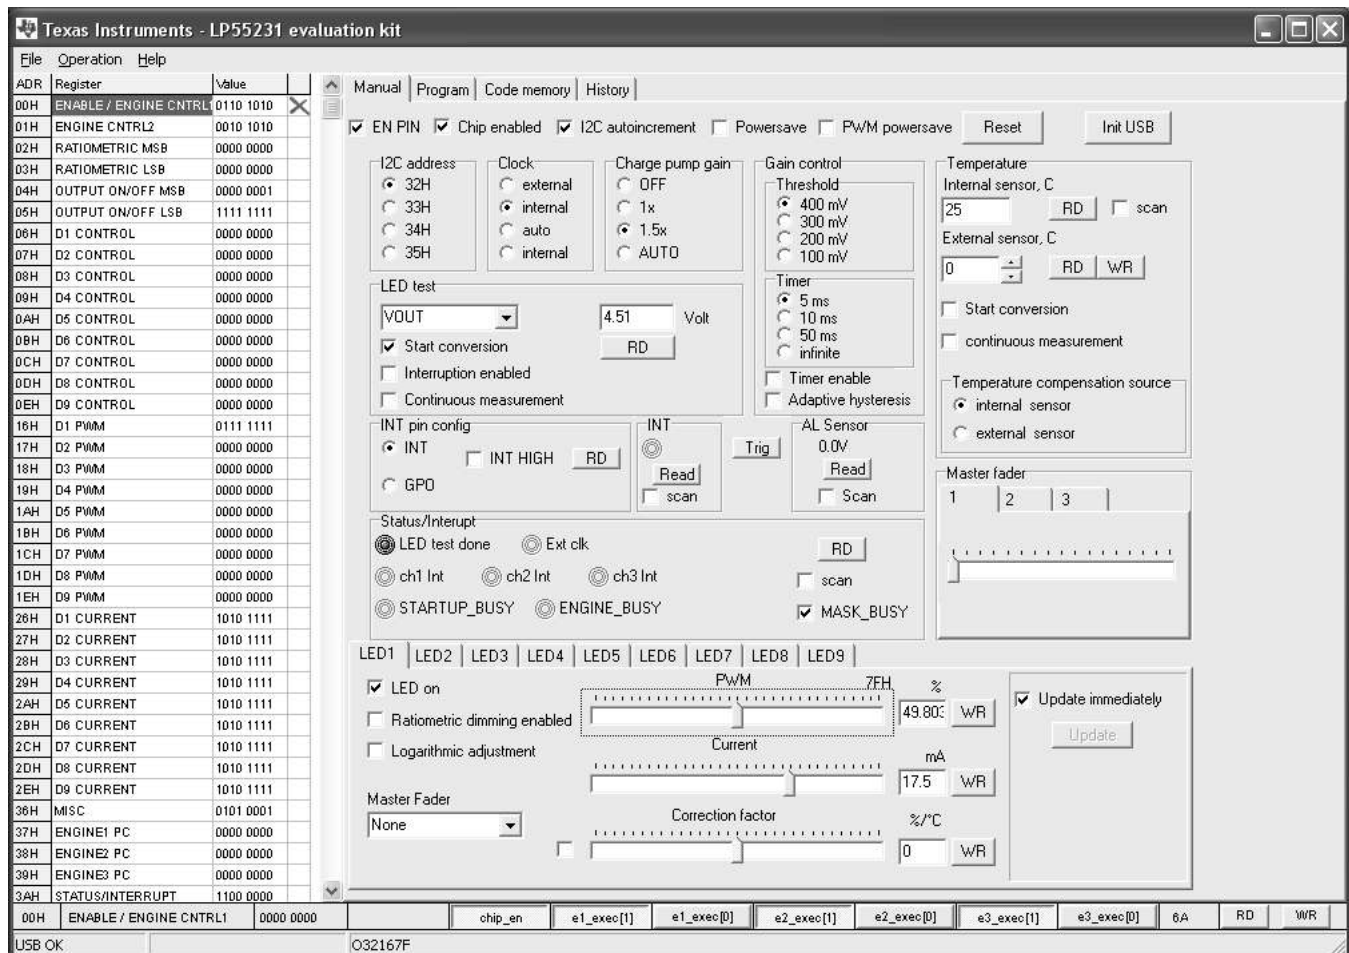 Texas Instruments - LP55231 evaluation kit
File Operation Help
ADR Register Value
00H ENABLE / ENGINE CNTRL1 0110 1010
01H ENGINE CNTRL2 0010 1010
02H RATIOMETRIC MSB 0000 0000
03H RATIOMETRIC LSB 0000 0000
04H OUTPUT ON/OFF MSB 0000 0001
05H OUTPUT ON/OFF LSB 1111 1111
06H D1 CONTROL 0000 0000
07H D2 CONTROL 0000 0000
08H D3 CONTROL 0000 0000
09H D4 CONTROL 0000 0000
0AH D5 CONTROL 0000 0000
0BH D6 CONTROL 0000 0000
0CH D7 CONTROL 0000 0000
0DH D8 CONTROL 0000 0000
0EH D9 CONTROL 0000 0000
16H D1 PWM 0111 1111
17H D2 PWM 0000 0000
18H D3 PWM 0000 0000
19H D4 PWM 0000 0000
1AH D5 PWM 0000 0000
1BH D6 PWM 0000 0000
1CH D7 PWM 0000 0000
1DH D8 PWM 0000 0000
1EH D9 PWM 0000 0000
26H D1 CURRENT 1010 1111
27H D2 CURRENT 1010 1111
28H D3 CURRENT 1010 1111
29H D4 CURRENT 1010 1111
2AH D5 CURRENT 1010 1111
2BH D6 CURRENT 1010 1111
2CH D7 CURRENT 1010 1111
2DH D8 CURRENT 1010 1111
2EH D9 CURRENT 1010 1111
36H MISC 0101 0001
37H ENGINE1 PC 0000 0000
38H ENGINE2 PC 0000 0000
39H ENGINE3 PC 0000 0000
3AH STATUS/INTERRUPT 1100 0000
Manual Program Code memory History
EN PIN Chip enabled I2C autoincrement Powersave PWM powersave Reset Init USB
I2C address
32H
33H
34H
35H
Clock
external
internal
auto
internal
Charge pump gain
OFF
1x
1.5x
AUTO
Gain control
Threshold
400 mV
300 mV
200 mV
100 mV
Timer
5 ms
10 ms
50 ms
infinite
Timer enable
Adaptive hysteresis
Temperature
Internal sensor, C
25 RD scan
External sensor, C
0 RD WR
Start conversion
continuous measurement
Temperature compensation source
internal sensor
external sensor
LED test
VOUT 4.51 Volt
Start conversion RD
Interruption enabled
Continuous measurement
INT pin config
INT INT HIGH RD
GPO
INT
Read
scan
Trig
AL Sensor
0.0V
Read
Scan
Master fader
1 2 3
Status/Interupt
LED test done Ext clk RD
ch1 Int ch2 Int ch3 Int scan
STARTUP_BUSY ENGINE_BUSY MASK_BUSY
LED1 LED2 LED3 LED4 LED5 LED6 LED7 LED8 LED9
LED on PWM 7FH %
49.803 WR
Ratiometric dimming enabled
Logarithmic adjustment Current mA
17.5 WR
Master Fader
None
Correction factor %/°C
0 WR
Update immediately
Update
00H ENABLE / ENGINE CNTRL1 0000 0000 chip_en e1_exec[1] e1_exec[0] e2_exec[1] e2_exec[0] e3_exec[1] e3_exec[0] 6A RD WR
USB OK O32167F